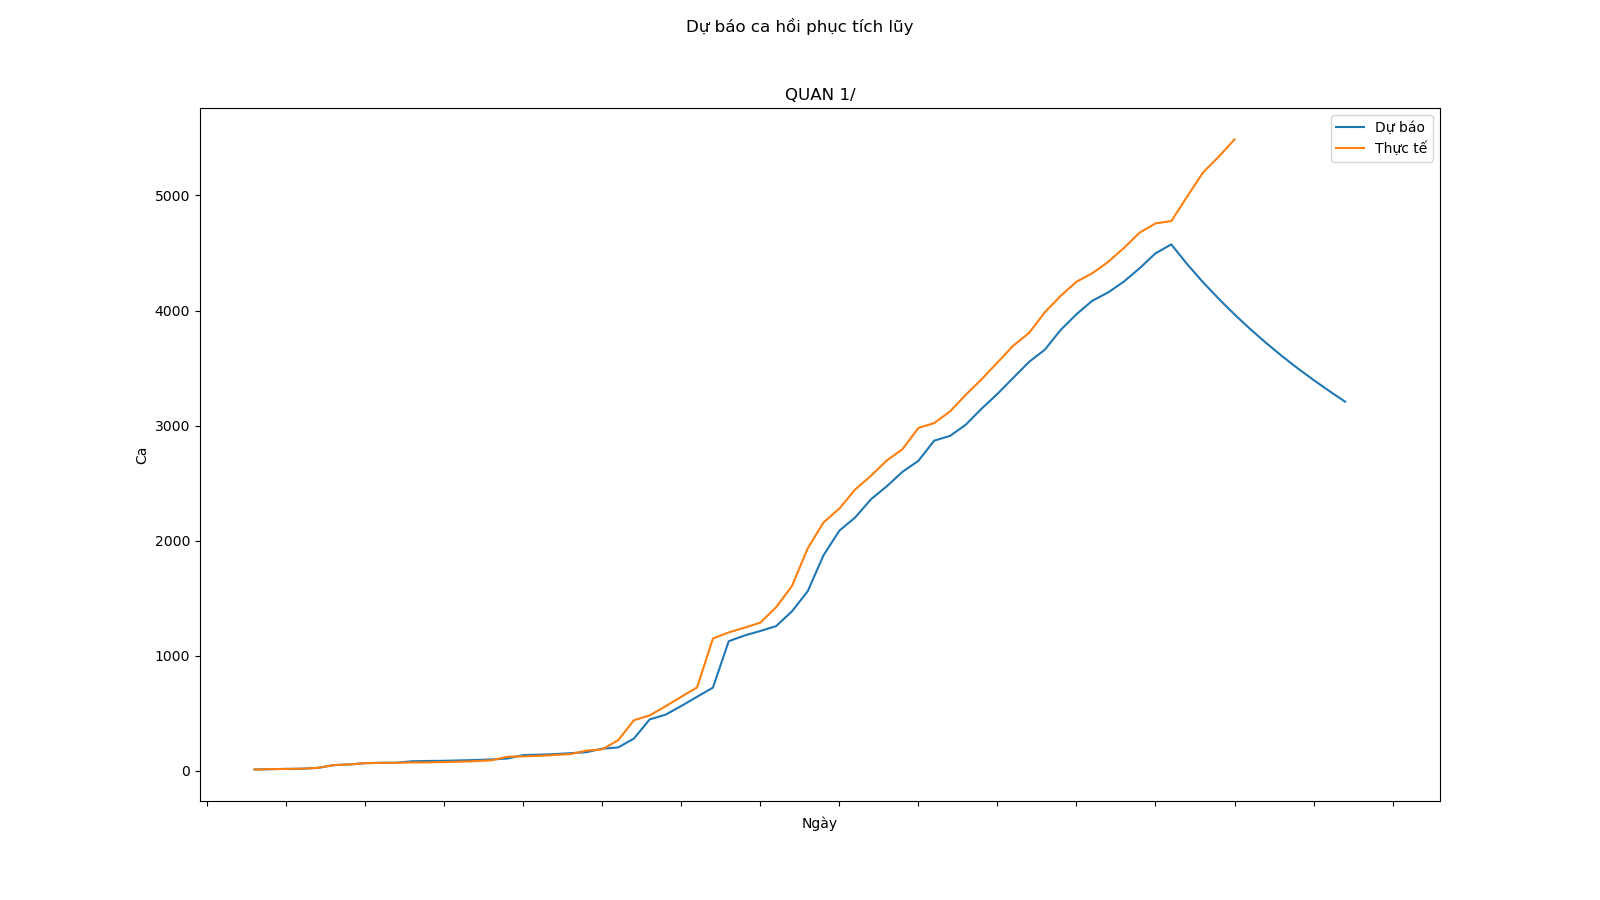 Dự báo ca hồi phục tích lũy
QUAN 1/
Dự báo
Thực tế
5000
4000
3000
2000
1000
0
Ca
Ngày